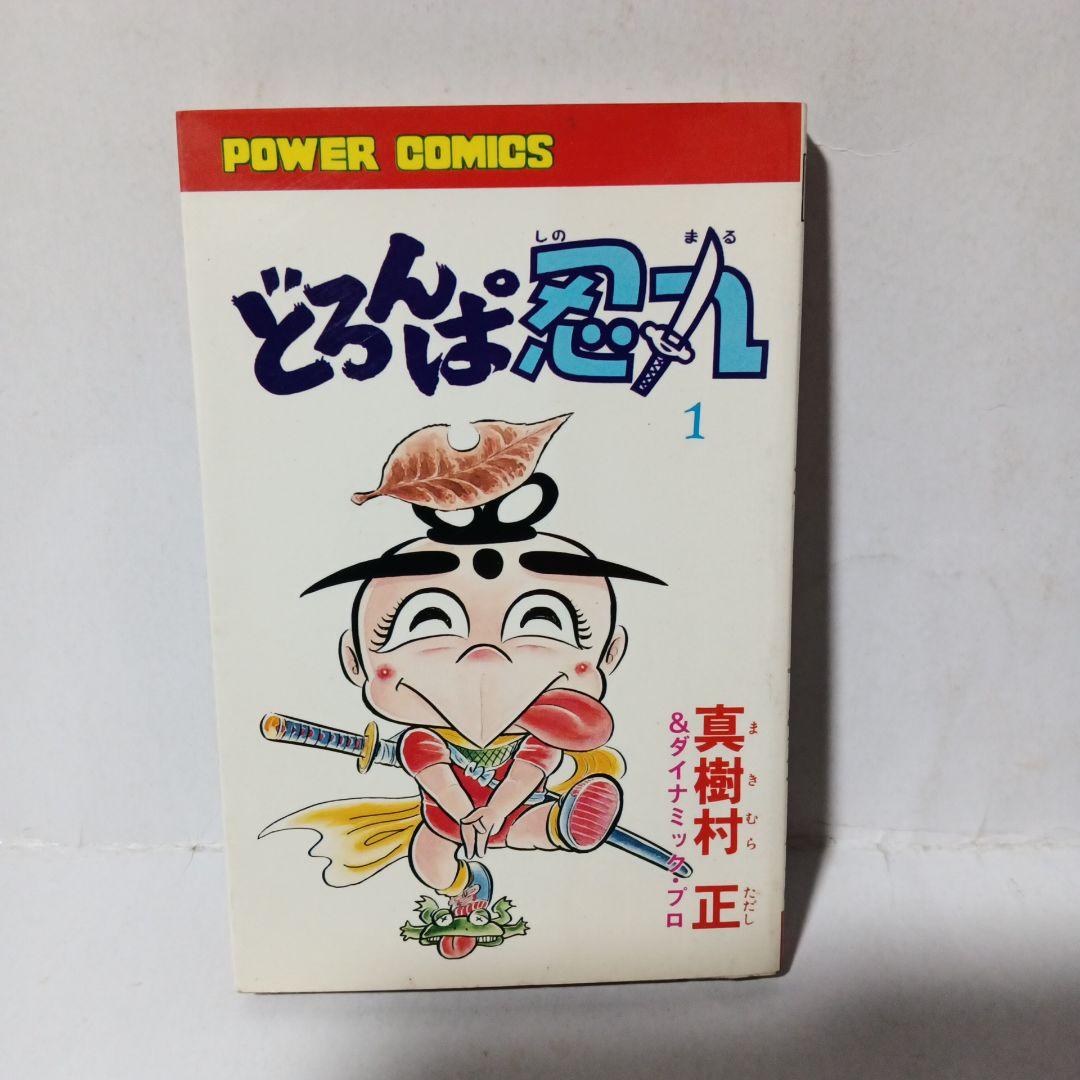 POWER COMICS
しの まる
どろんぱ忍丸
1
真樹村 正
まきむら ただし
&ダイナミック・プロ